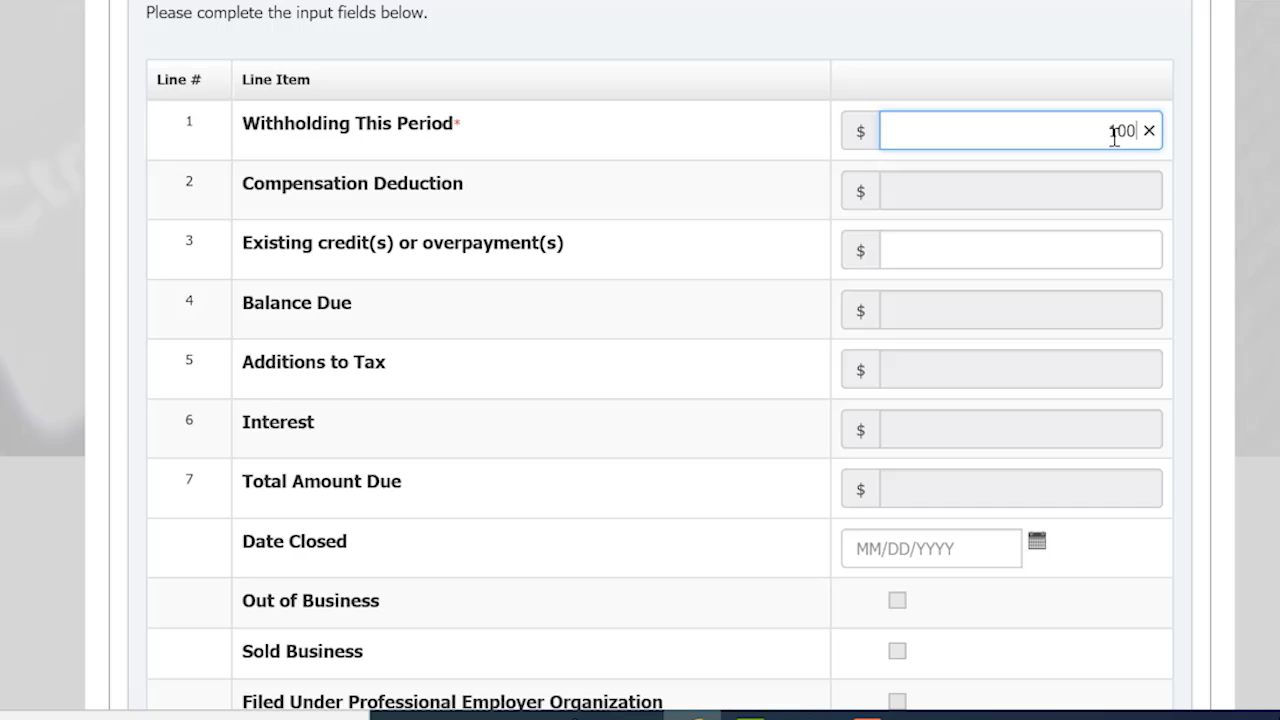 Please complete the input fields below.
Line # Line Item
1 Withholding This Period* $ 100 ×
2 Compensation Deduction $
3 Existing credit(s) or overpayment(s) $
4 Balance Due $
5 Additions to Tax $
6 Interest $
7 Total Amount Due $
Date Closed MM/DD/YYYY
Out of Business
Sold Business
Filed Under Professional Employer Organization